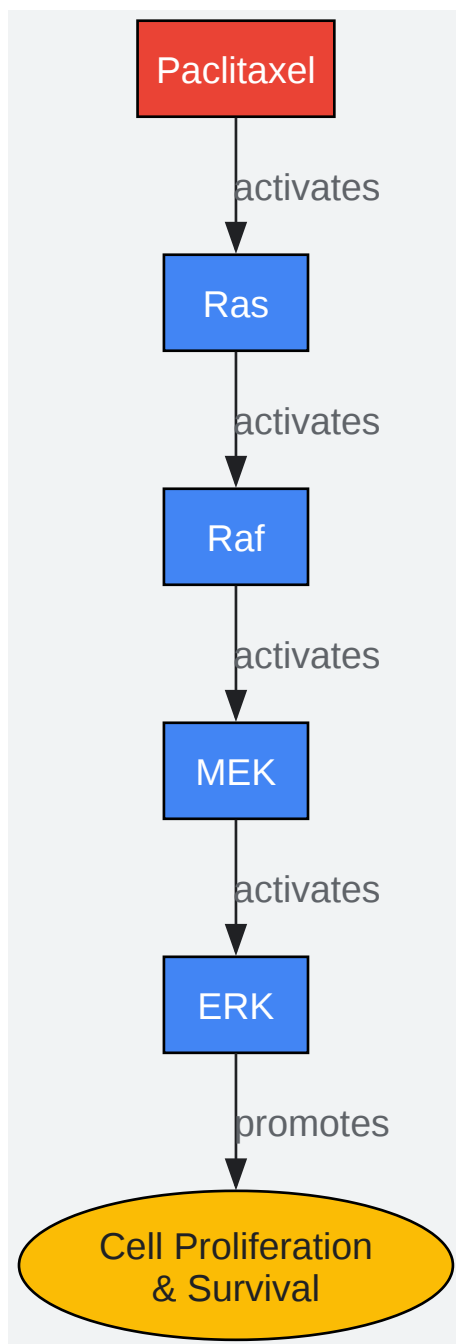 Paclitaxel
activates
Ras
activates
Raf
activates
MEK
activates
ERK
promotes
Cell Proliferation
& Survival